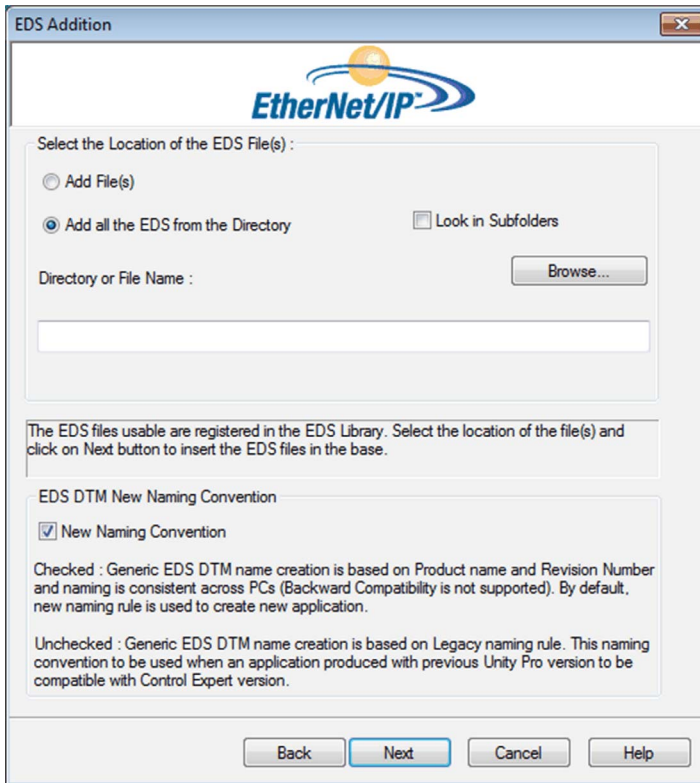 EDS Addition
EtherNet/IP™
Select the Location of the EDS File(s) :
Add File(s)
Add all the EDS from the Directory
Look in Subfolders
Directory or File Name :
Browse...
The EDS files usable are registered in the EDS Library. Select the location of the file(s) and
click on Next button to insert the EDS files in the base.
EDS DTM New Naming Convention
New Naming Convention
Checked : Generic EDS DTM name creation is based on Product name and Revision Number
and naming is consistent across PCs (Backward Compatibility is not supported). By default,
new naming rule is used to create new application.
Unchecked : Generic EDS DTM name creation is based on Legacy naming rule. This naming
convention to be used when an application produced with previous Unity Pro version to be
compatible with Control Expert version.
Back
Next
Cancel
Help